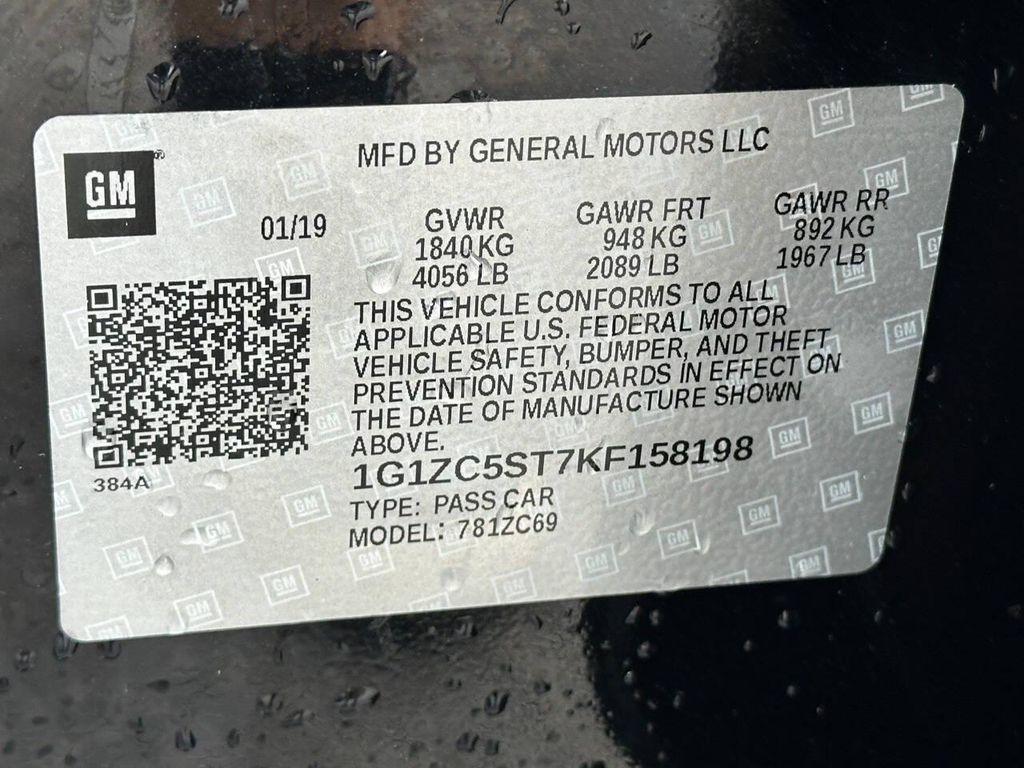 GM
MFD BY GENERAL MOTORS LLC
01/19
GVWR
1840 KG
4056 LB
GAWR FRT
948 KG
2089 LB
GAWR RR
892 KG
1967 LB
THIS VEHICLE CONFORMS TO ALL
APPLICABLE U.S. FEDERAL MOTOR
VEHICLE SAFETY, BUMPER, AND THEFT
PREVENTION STANDARDS IN EFFECT ON
THE DATE OF MANUFACTURE SHOWN
ABOVE.
384A
1G1ZC5ST7KF158198
TYPE: PASS CAR
MODEL: 781ZC69